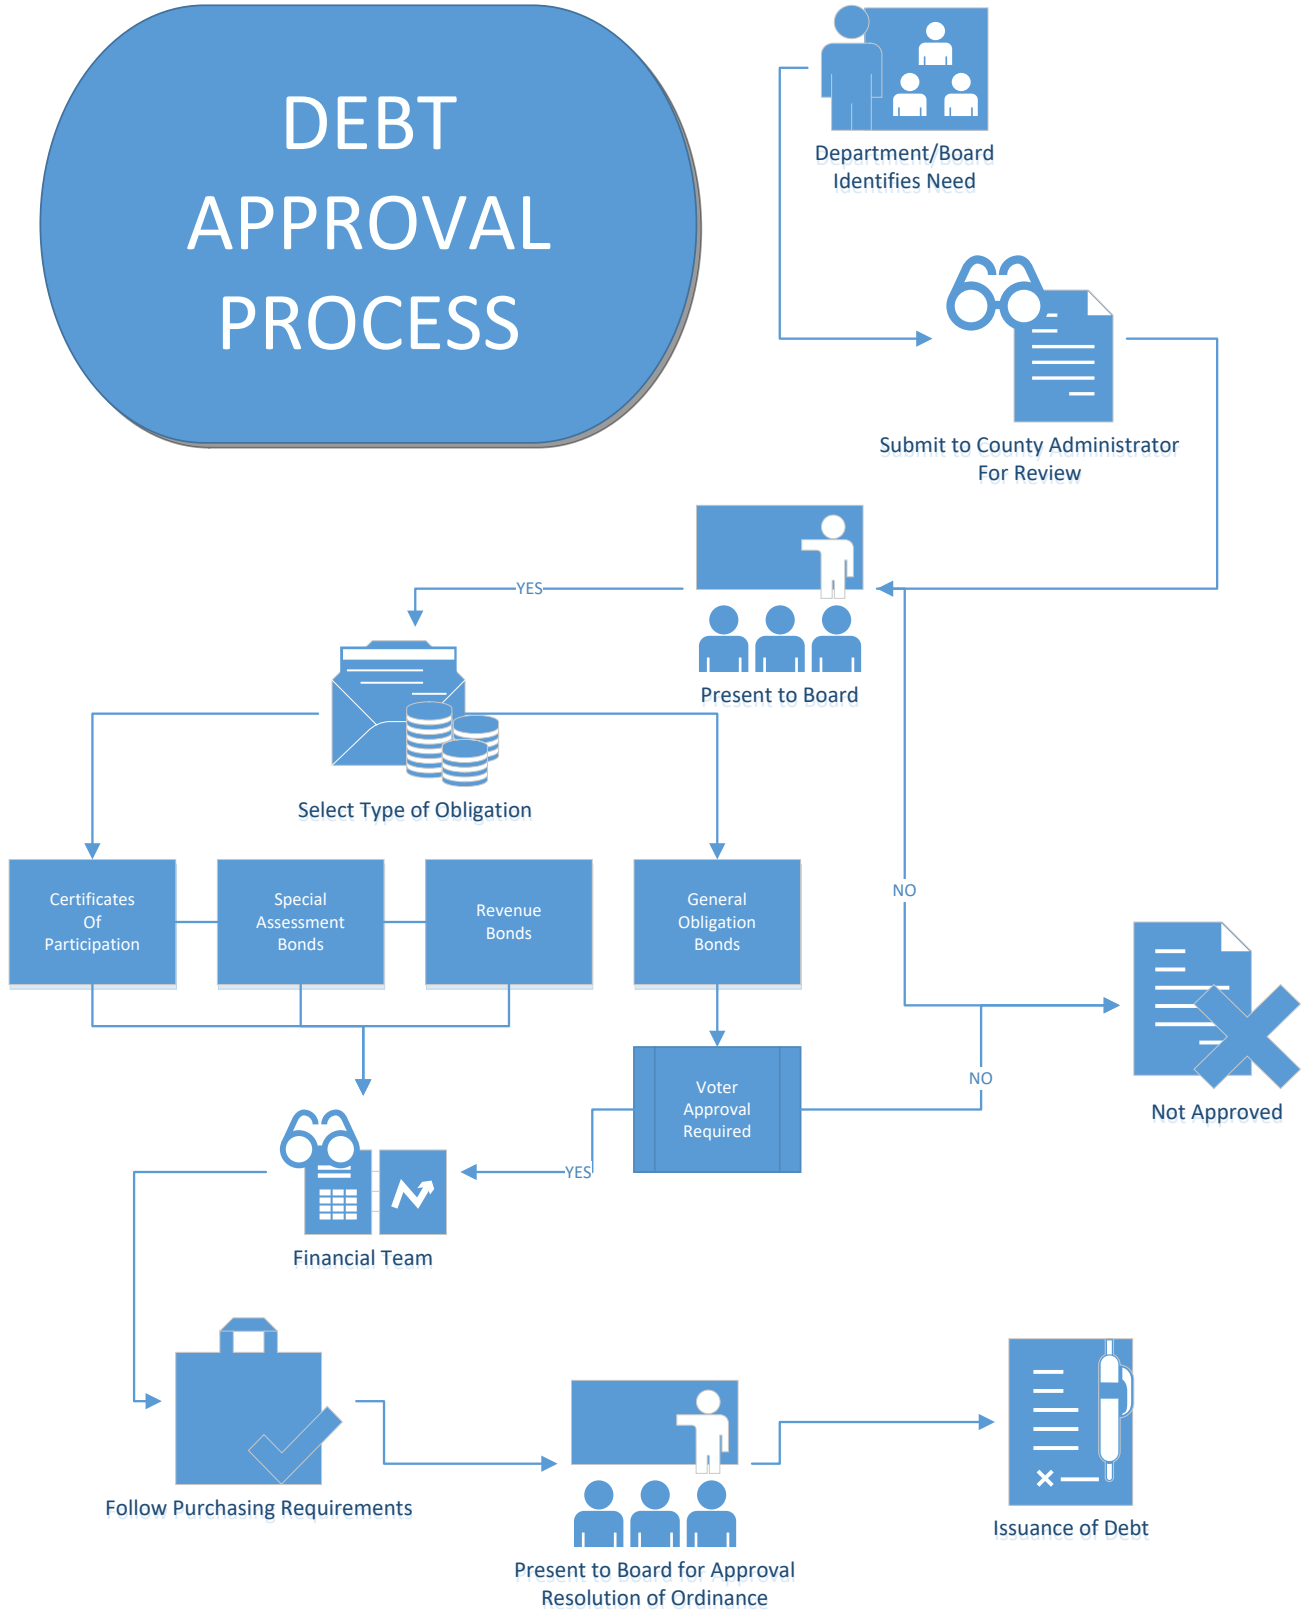 DEBT
APPROVAL
PROCESS
Department/Board
Identifies Need
Submit to County Administrator
For Review
YES
Present to Board
Select Type of Obligation
Certificates
Of
Participation
Special
Assessment
Bonds
Revenue
Bonds
General
Obligation
Bonds
NO
Voter
Approval
Required
NO
Not Approved
YES
Financial Team
Follow Purchasing Requirements
Present to Board for Approval
Resolution of Ordinance
Issuance of Debt